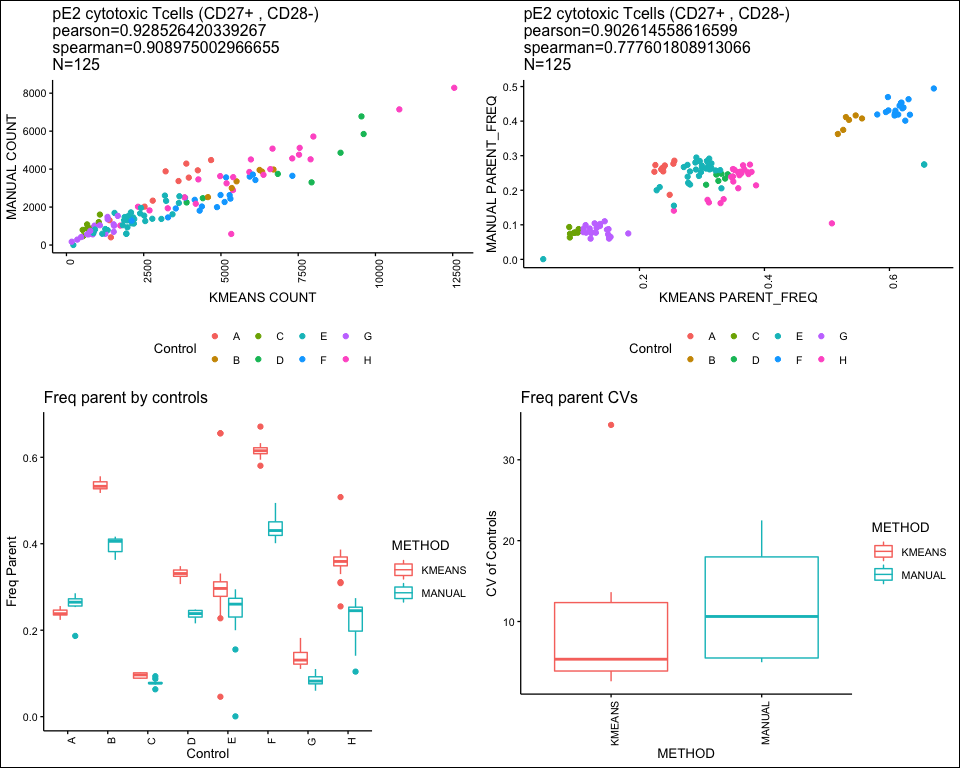 pE2 cytotoxic Tcells (CD27+ , CD28-)
pearson=0.928526420339267
spearman=0.908975002966655
N=125
MANUAL COUNT
8000
6000
4000
2000
0
0
2500
5000
7500
10000
12500
KMEANS COUNT
Control
A
C
E
G
B
D
F
H
pE2 cytotoxic Tcells (CD27+ , CD28-)
pearson=0.902614558616599
spearman=0.777601808913066
N=125
MANUAL PARENT_FREQ
0.5
0.4
0.3
0.2
0.1
0.0
0.2
0.4
0.6
KMEANS PARENT_FREQ
Control
A
C
E
G
B
D
F
H
Freq parent by controls
Freq Parent
0.6
0.4
0.2
0.0
A
B
C
D
E
F
G
H
Control
METHOD
KMEANS
MANUAL
Freq parent CVs
CV of Controls
30
20
10
KMEANS
MANUAL
METHOD
METHOD
KMEANS
MANUAL